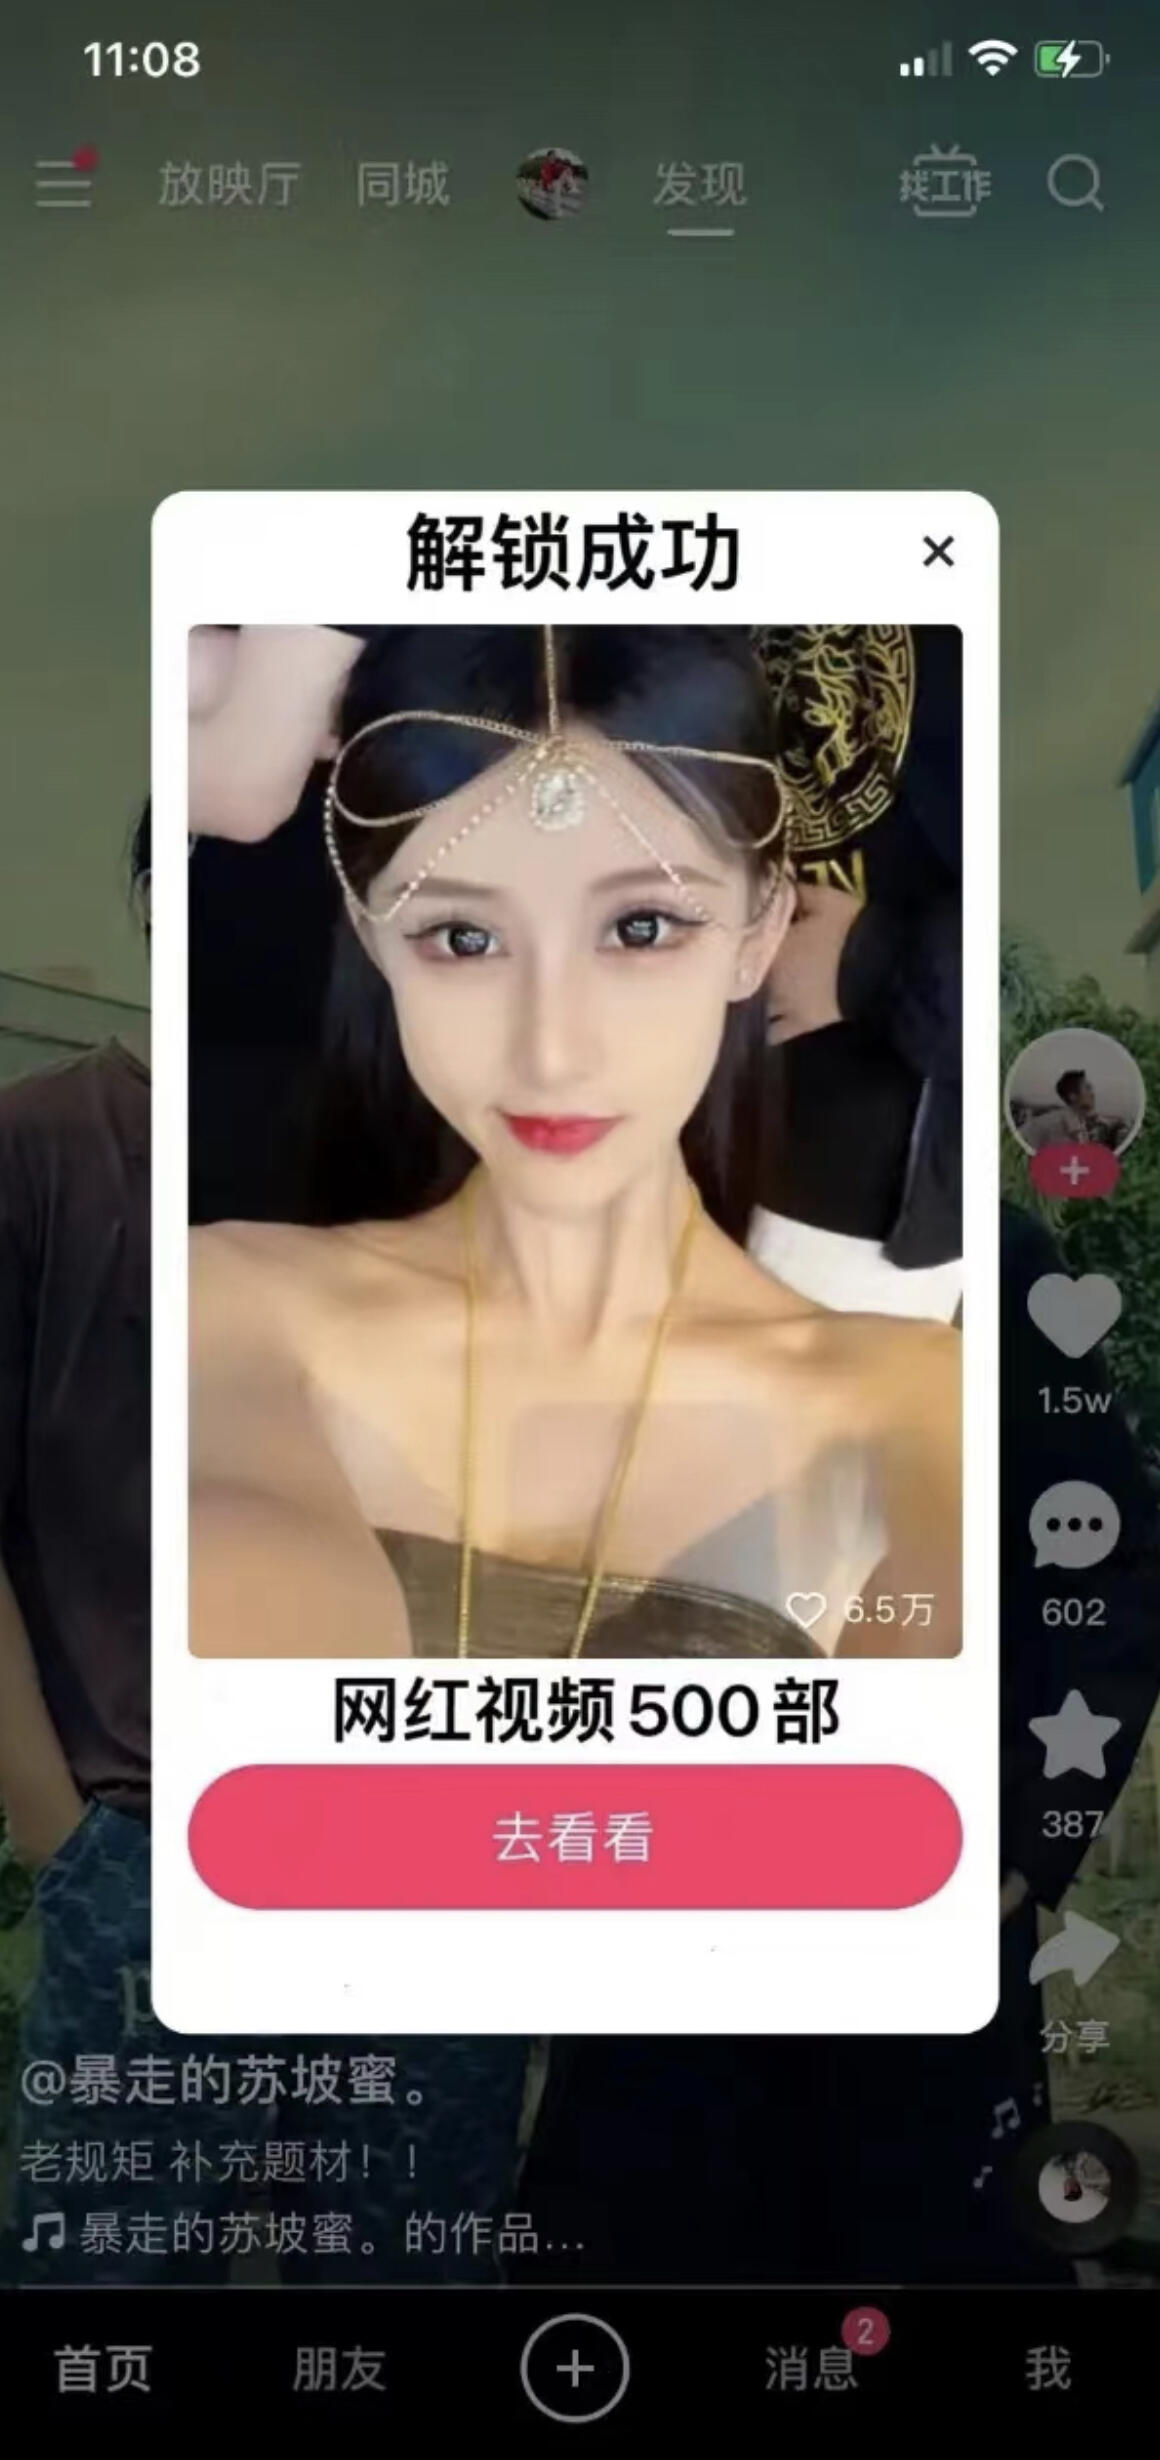 11:08
放映厅 同城 发现 找工作
解锁成功
6.5万
网红视频500部
去看看
1.5w
602
387
分享
@暴走的苏坡蜜。
老规矩 补充题材！！
暴走的苏坡蜜。的作品...
首页 朋友 消息 2 我